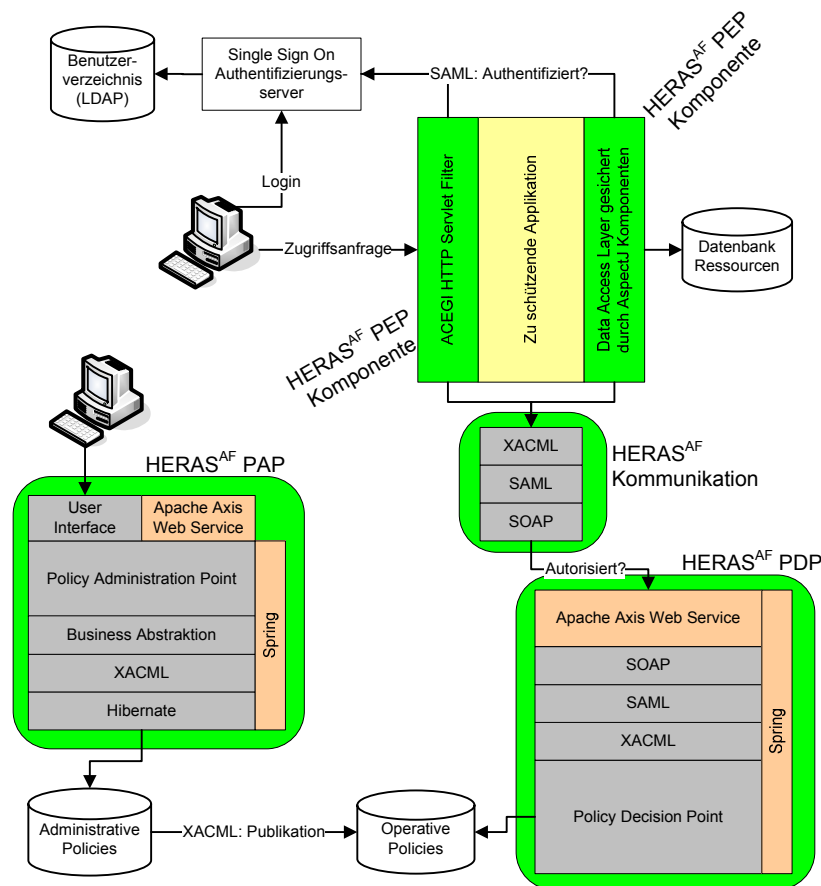 Benutzer-
verzeichnis
(LDAP)
Single Sign On
Authentifizierungs-
server
SAML: Authentifiziert?
HERAS^AF PEP
Komponente
Login
Zugriffsanfrage
ACEGI HTTP Servlet Filter
Zu schützende Applikation
Data Access Layer gesichert
durch AspectJ Komponenten
Datenbank
Ressourcen
HERAS^AF PEP
Komponente
XACML
SAML
SOAP
HERAS^AF
Kommunikation
HERAS^AF PAP
User
Interface
Apache Axis
Web Service
Policy Administration Point
Business Abstraktion
XACML
Hibernate
Spring
Autorisiert?
HERAS^AF PDP
Apache Axis Web Service
SOAP
SAML
XACML
Policy Decision Point
Spring
Administrative
Policies
XACML: Publikation
Operative
Policies